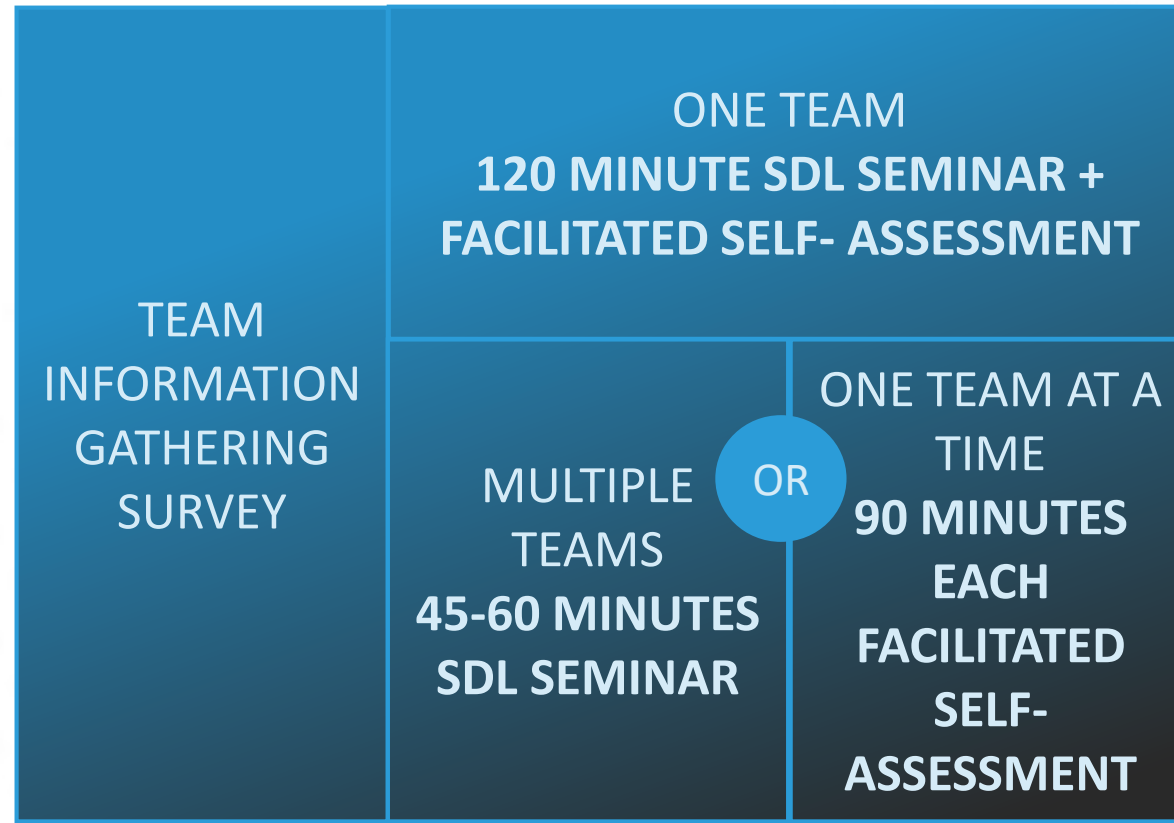 TEAM
INFORMATION
GATHERING
SURVEY
ONE TEAM
120 MINUTE SDL SEMINAR +
FACILITATED SELF- ASSESSMENT
MULTIPLE
TEAMS
45-60 MINUTES
SDL SEMINAR
OR
ONE TEAM AT A
TIME
90 MINUTES
EACH
FACILITATED
SELF-
ASSESSMENT